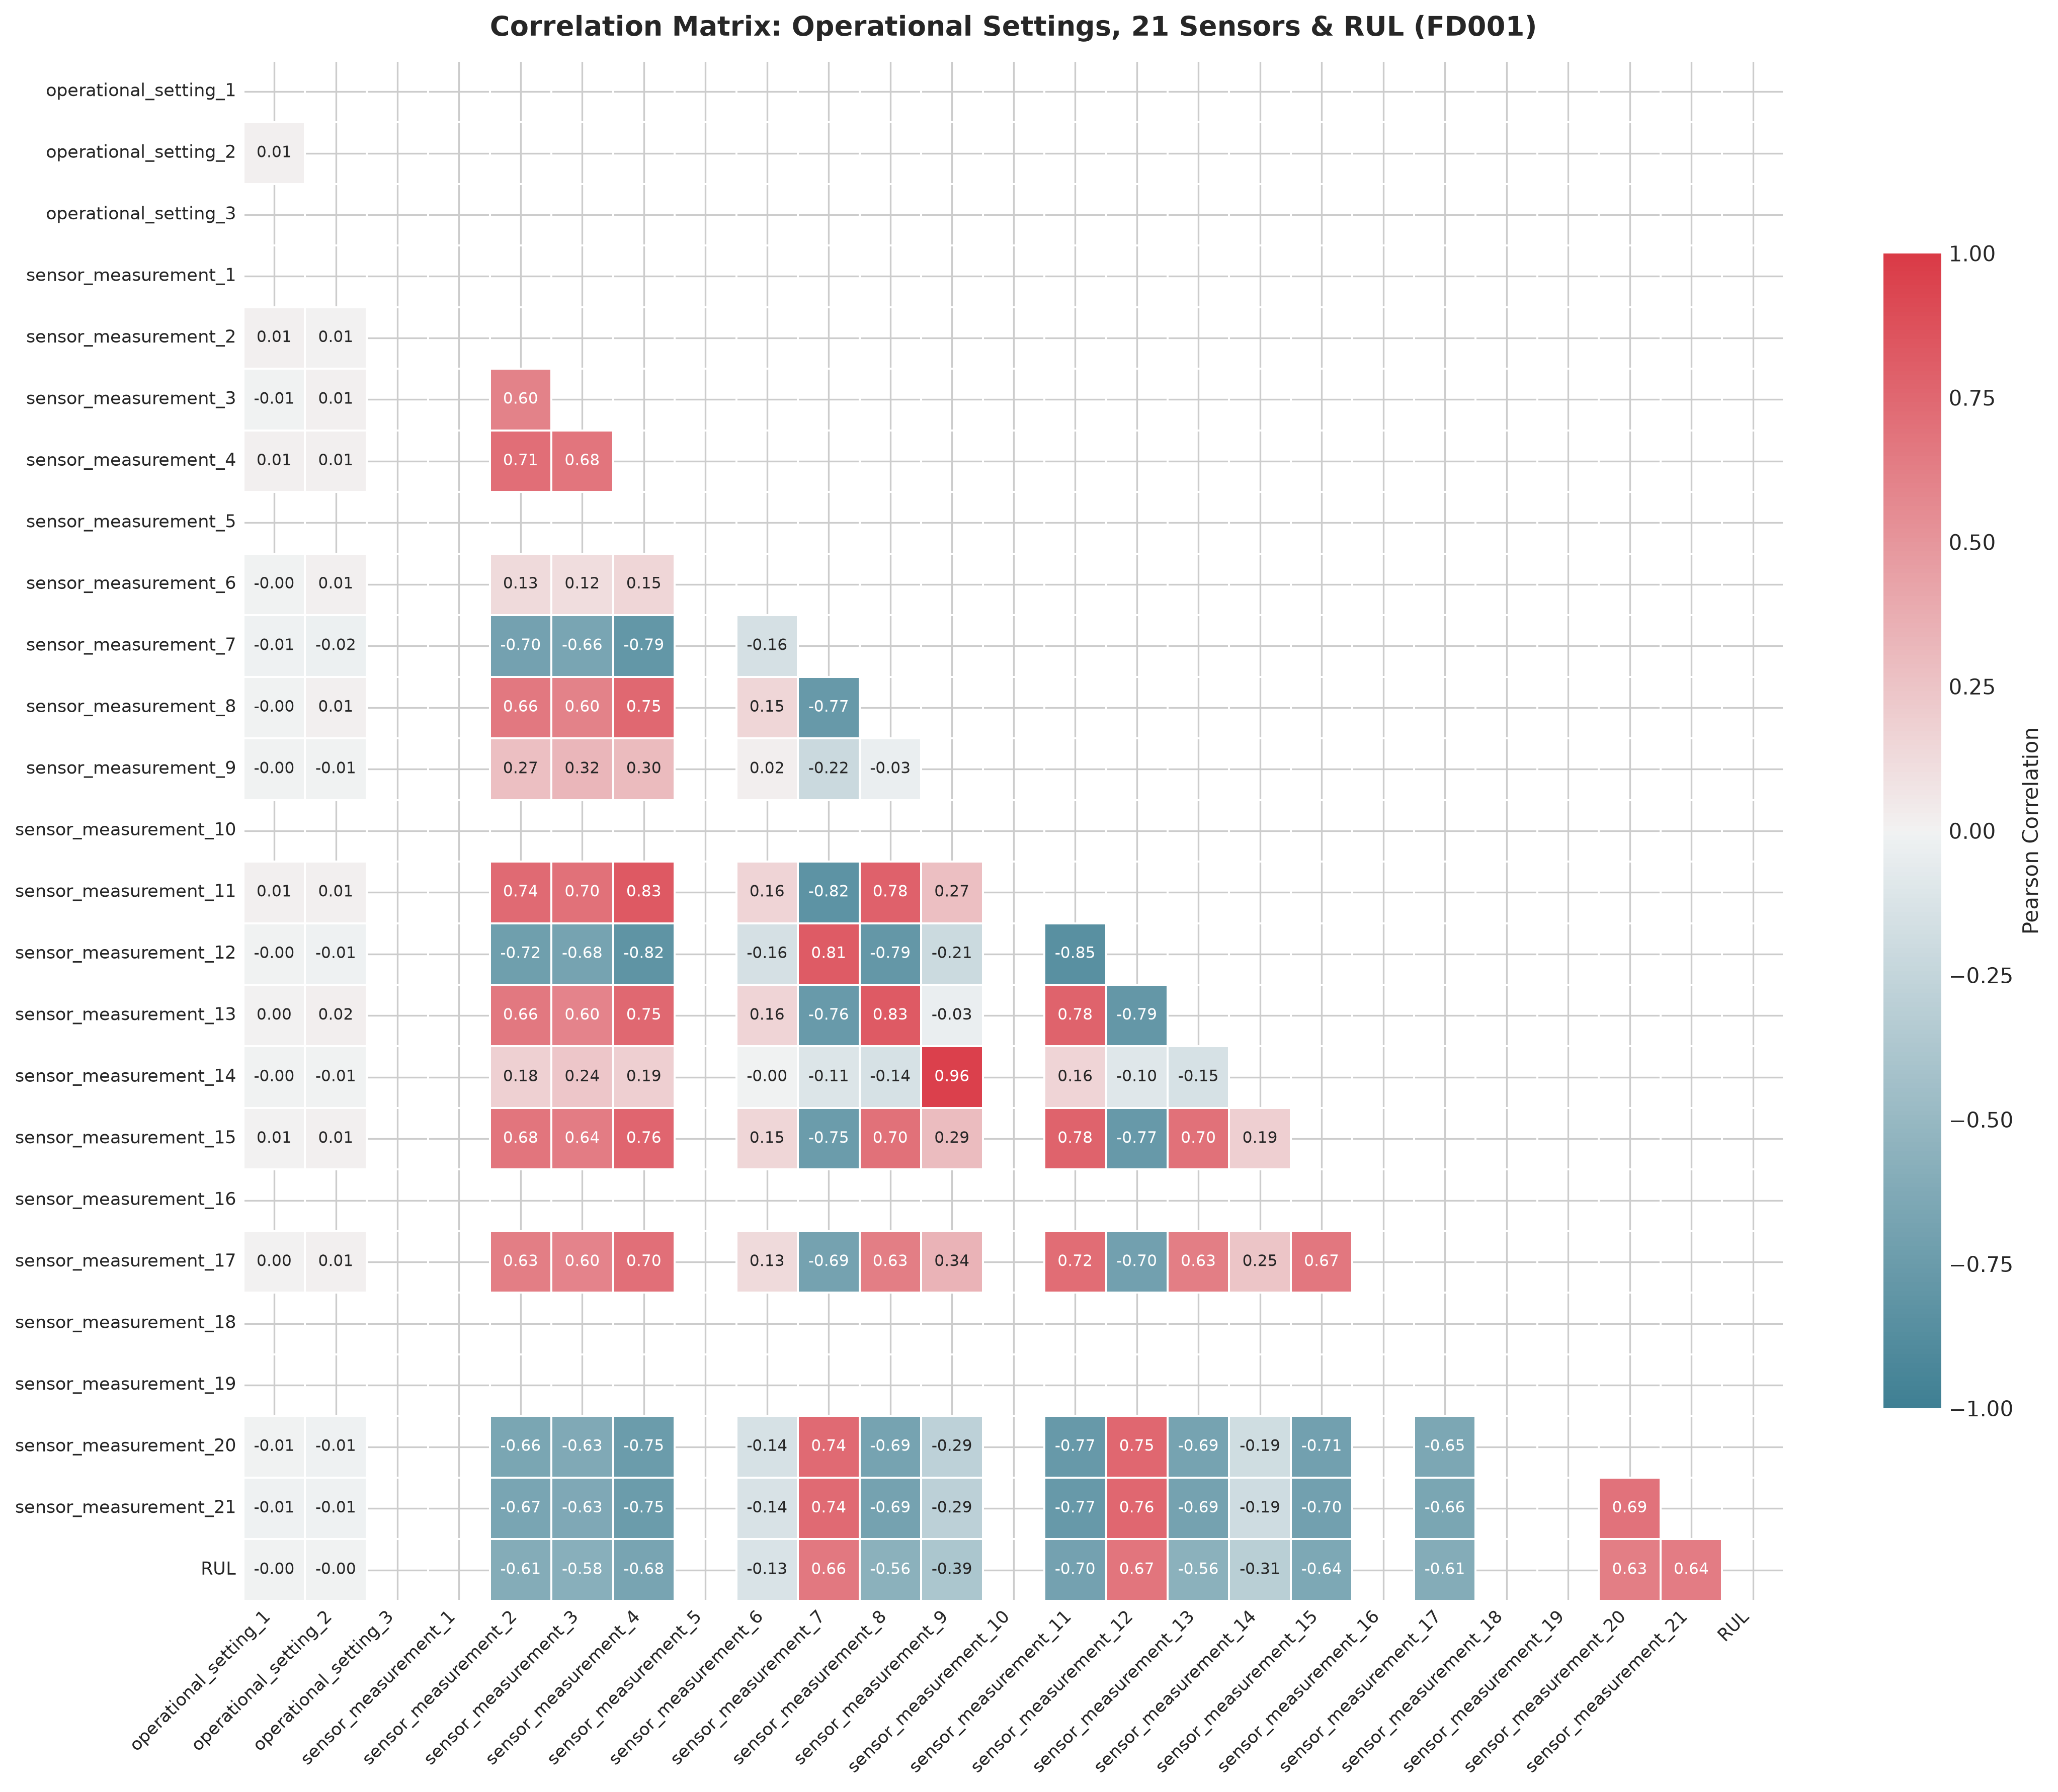 Correlation Matrix: Operational Settings, 21 Sensors & RUL (FD001)
operational_setting_1
operational_setting_2 0.01
operational_setting_3
sensor_measurement_1
sensor_measurement_2 0.01 0.01
sensor_measurement_3 -0.01 0.01 0.60
sensor_measurement_4 0.01 0.01 0.71 0.68
sensor_measurement_5
sensor_measurement_6 -0.00 0.01 0.13 0.12 0.15
sensor_measurement_7 -0.01 -0.02 -0.70 -0.66 -0.79 -0.16
sensor_measurement_8 -0.00 0.01 0.66 0.60 0.75 0.15 -0.77
sensor_measurement_9 -0.00 -0.01 0.27 0.32 0.30 0.02 -0.22 -0.03
sensor_measurement_10
sensor_measurement_11 0.01 0.01 0.74 0.70 0.83 0.16 -0.82 0.78 0.27
sensor_measurement_12 -0.00 -0.01 -0.72 -0.68 -0.82 -0.16 0.81 -0.79 -0.21 -0.85
sensor_measurement_13 0.00 0.02 0.66 0.60 0.75 0.16 -0.76 0.83 -0.03 0.78 -0.79
sensor_measurement_14 -0.00 -0.01 0.18 0.24 0.19 -0.00 -0.11 -0.14 0.96 0.16 -0.10 -0.15
sensor_measurement_15 0.01 0.01 0.68 0.64 0.76 0.15 -0.75 0.70 0.29 0.78 -0.77 0.70 0.19
sensor_measurement_16
sensor_measurement_17 0.00 0.01 0.63 0.60 0.70 0.13 -0.69 0.63 0.34 0.72 -0.70 0.63 0.25 0.67
sensor_measurement_18
sensor_measurement_19
sensor_measurement_20 -0.01 -0.01 -0.66 -0.63 -0.75 -0.14 0.74 -0.69 -0.29 -0.77 0.75 -0.69 -0.19 -0.71 -0.65
sensor_measurement_21 -0.01 -0.01 -0.67 -0.63 -0.75 -0.14 0.74 -0.69 -0.29 -0.77 0.76 -0.69 -0.19 -0.70 -0.66 0.69
RUL -0.00 -0.00 -0.61 -0.58 -0.68 -0.13 0.66 -0.56 -0.39 -0.70 0.67 -0.56 -0.31 -0.64 -0.61 0.63 0.64
operational_setting_1
operational_setting_2
operational_setting_3
sensor_measurement_1
sensor_measurement_2
sensor_measurement_3
sensor_measurement_4
sensor_measurement_5
sensor_measurement_6
sensor_measurement_7
sensor_measurement_8
sensor_measurement_9
sensor_measurement_10
sensor_measurement_11
sensor_measurement_12
sensor_measurement_13
sensor_measurement_14
sensor_measurement_15
sensor_measurement_16
sensor_measurement_17
sensor_measurement_18
sensor_measurement_19
sensor_measurement_20
sensor_measurement_21
RUL
1.00
0.75
0.50
0.25
0.00
−0.25
−0.50
−0.75
−1.00
Pearson Correlation